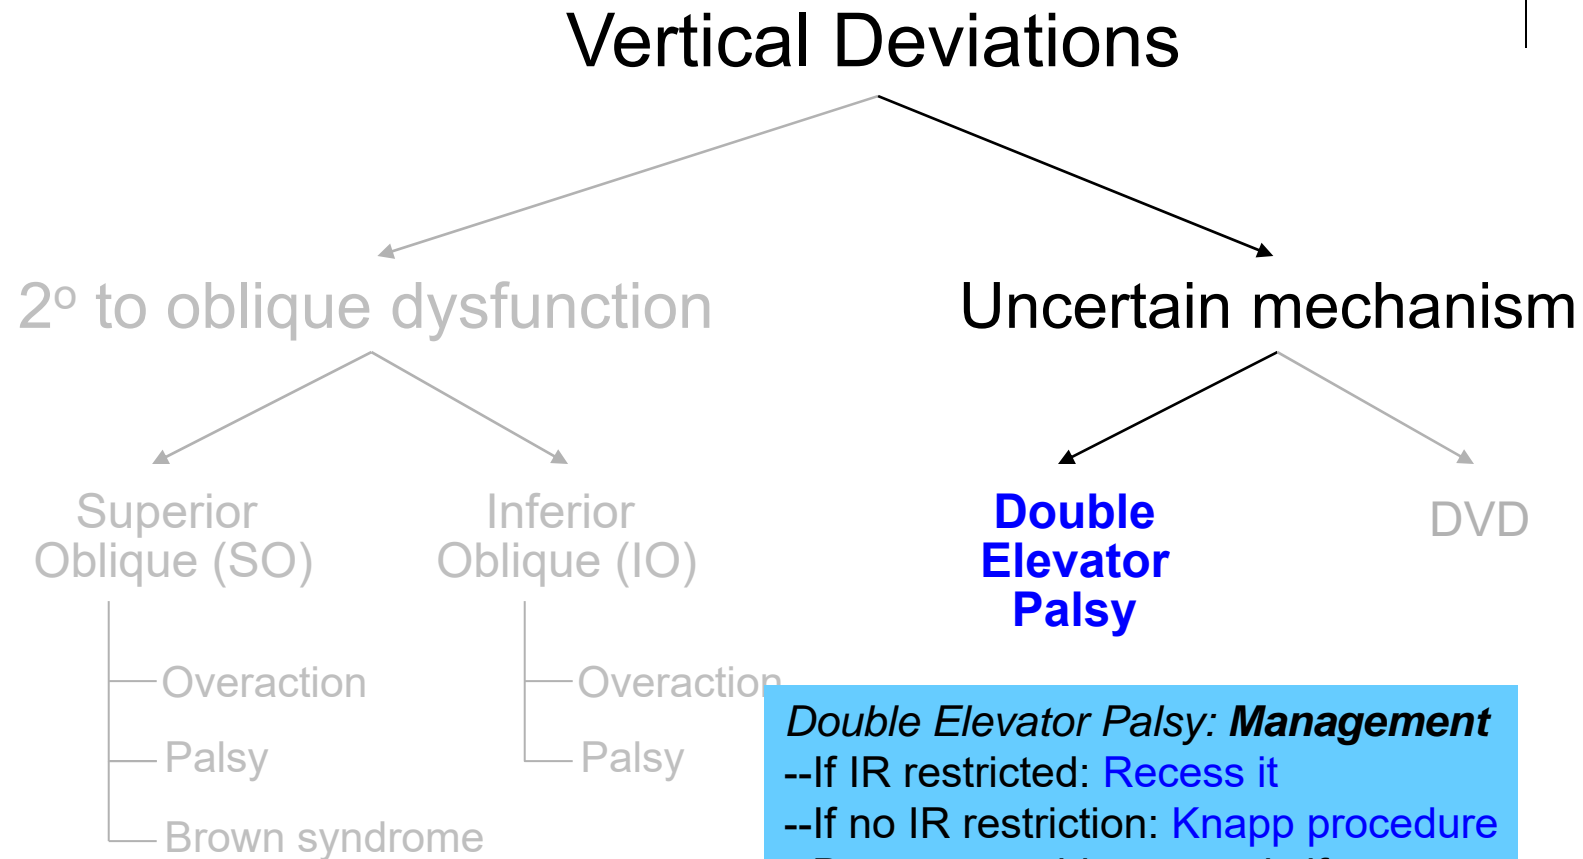 Vertical Deviations
2º to oblique dysfunction
Uncertain mechanism
Superior
Oblique (SO)
Inferior
Oblique (IO)
Double
Elevator
Palsy
DVD
Overaction
Palsy
Brown syndrome
Overaction
Palsy
Double Elevator Palsy: Management
--If IR restricted: Recess it
--If no IR restriction: Knapp procedure